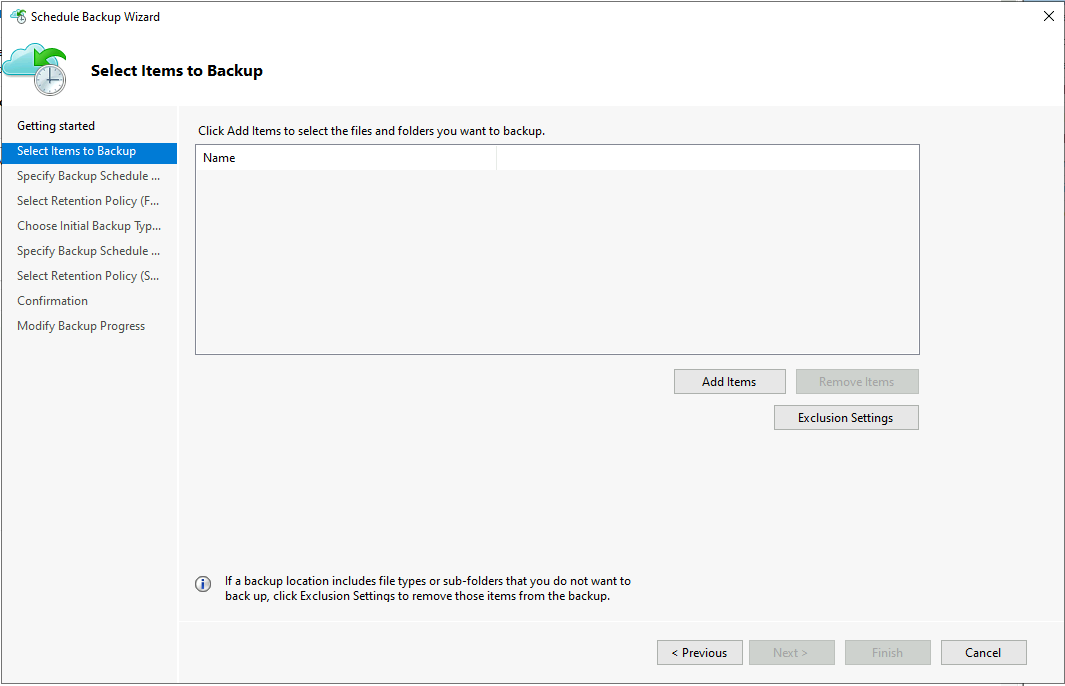 Schedule Backup Wizard
Select Items to Backup
Getting started
Select Items to Backup
Specify Backup Schedule ...
Select Retention Policy (F...
Choose Initial Backup Typ...
Specify Backup Schedule ...
Select Retention Policy (S...
Confirmation
Modify Backup Progress
Click Add Items to select the files and folders you want to backup.
Name
Add Items
Remove Items
Exclusion Settings
If a backup location includes file types or sub-folders that you do not want to
back up, click Exclusion Settings to remove those items from the backup.
< Previous
Next >
Finish
Cancel